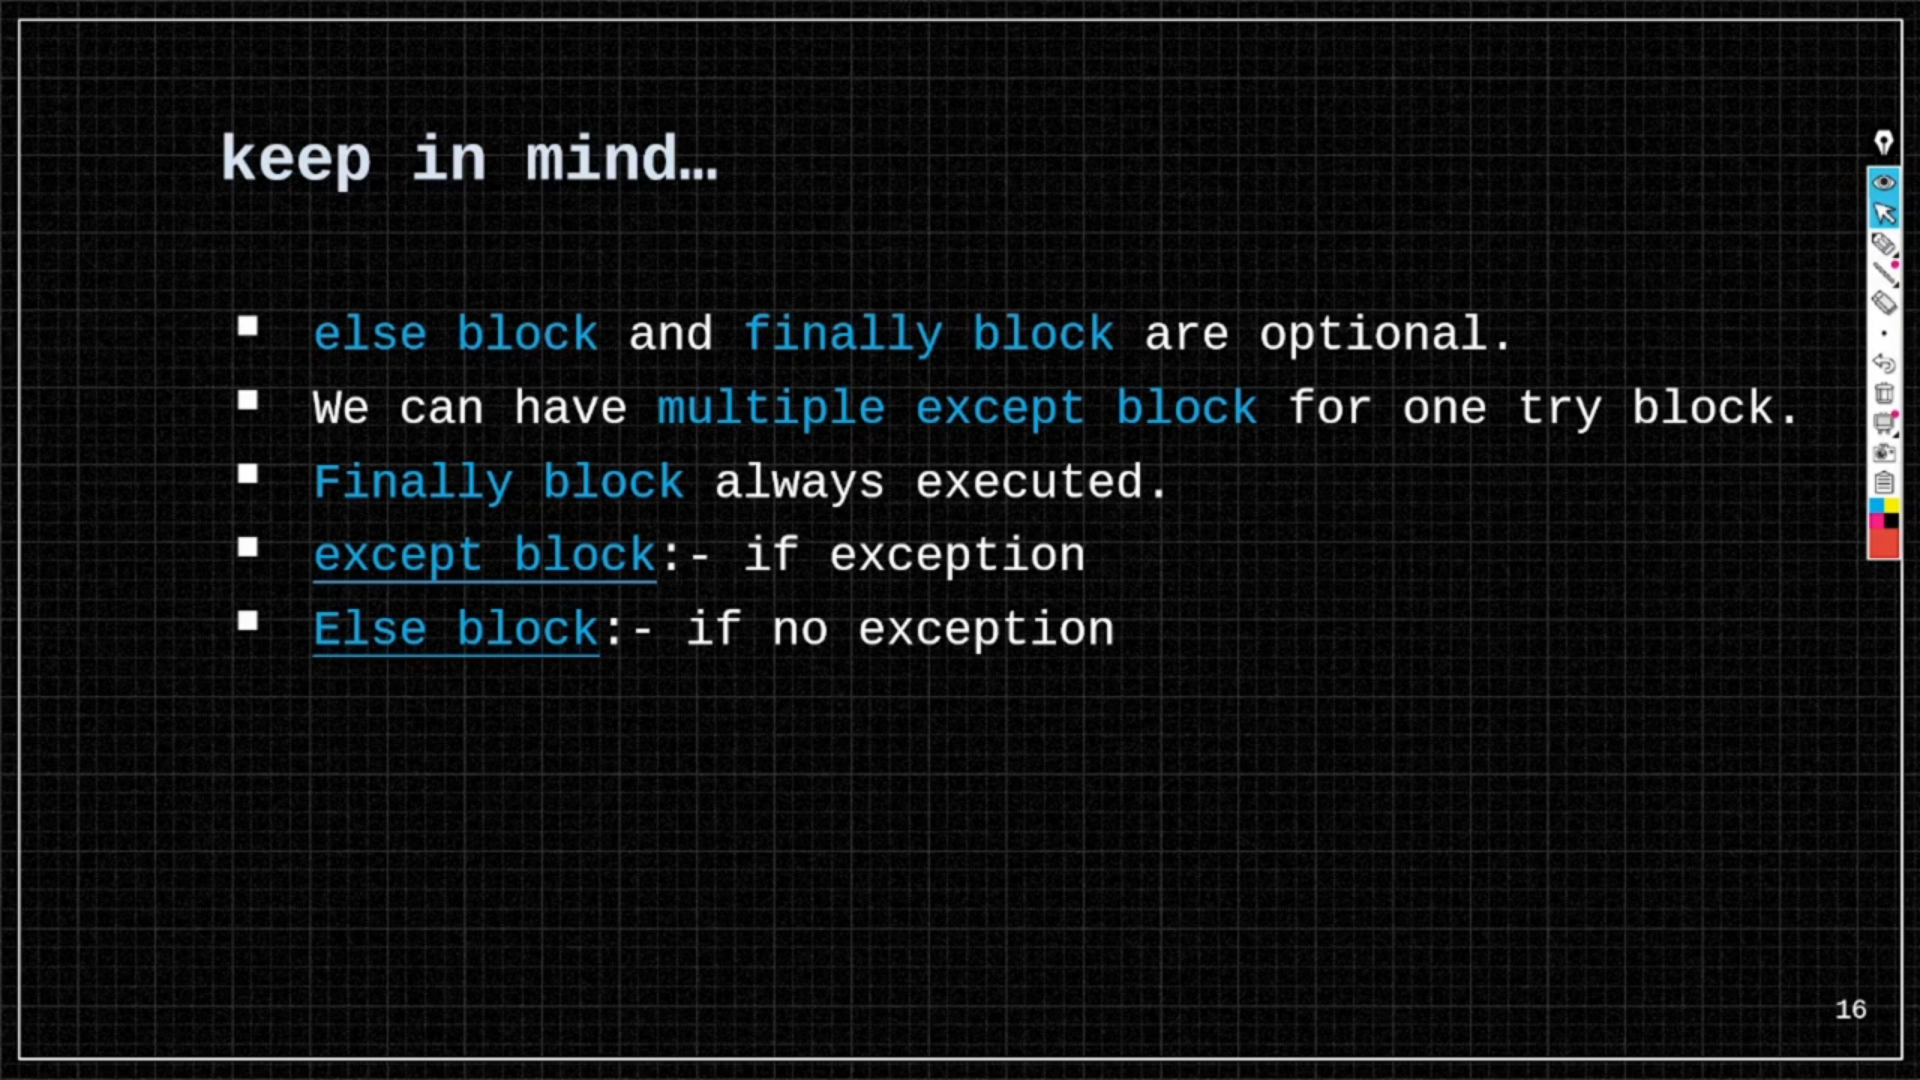 keep in mind…
▪ else block and finally block are optional.
▪ We can have multiple except block for one try block.
▪ Finally block always executed.
▪ except block:- if exception
▪ Else block:- if no exception
16